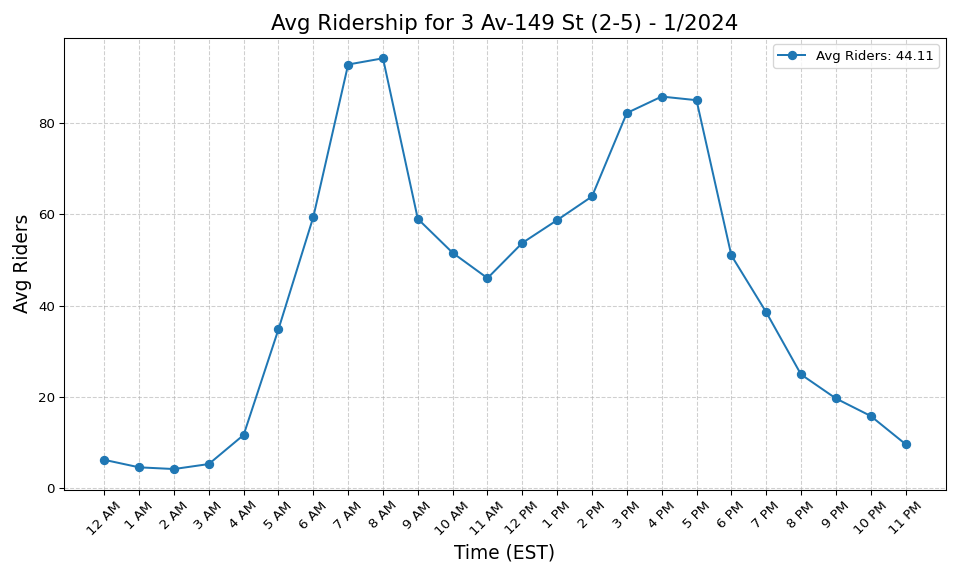 Avg Ridership for 3 Av-149 St (2-5) - 1/2024
Avg Riders: 44.11
Avg Riders
80
60
40
20
0
12 AM
1 AM
2 AM
3 AM
4 AM
5 AM
6 AM
7 AM
8 AM
9 AM
10 AM
11 AM
12 PM
1 PM
2 PM
3 PM
4 PM
5 PM
6 PM
7 PM
8 PM
9 PM
10 PM
11 PM
Time (EST)